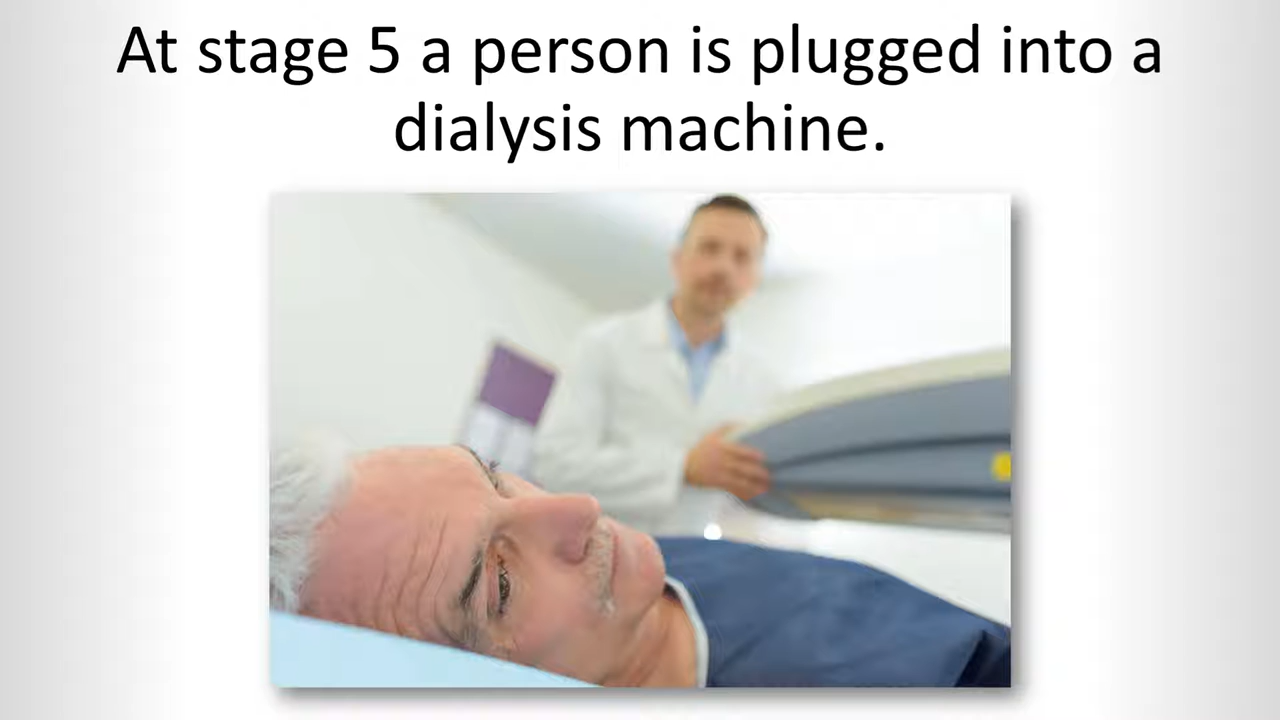 At stage 5 a person is plugged into a
dialysis machine.